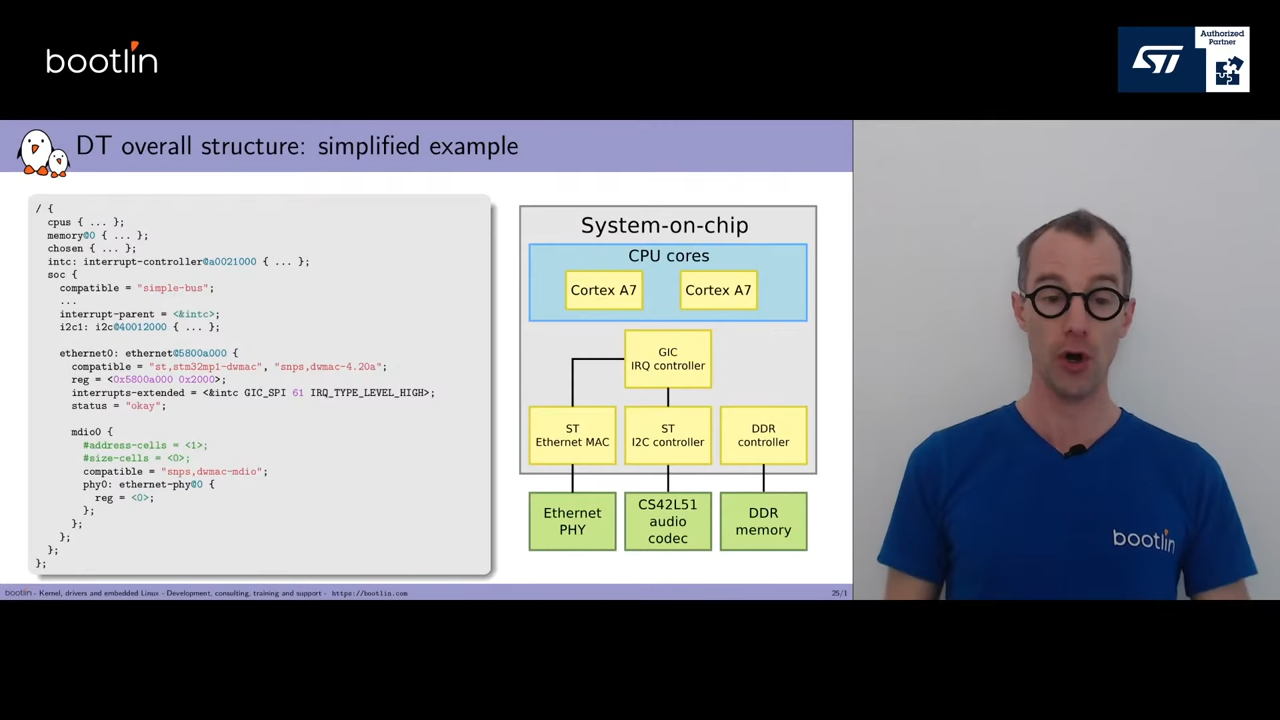 bootlin
ST
Authorized
Partner
DT overall structure: simplified example
/ {
cpus { ... };
memory@0 { ... };
chosen { ... };
intc: interrupt-controller@a0021000 { ... };
soc {
compatible = "simple-bus";
...
interrupt-parent = <&intc>;
i2c1: i2c@40012000 { ... };
ethernet0: ethernet@5800a000 {
compatible = "st,stm32mp1-dwmac", "snps,dwmac-4.20a";
reg = <0x5800a000 0x2000>;
interrupts-extended = <&intc GIC_SPI 61 IRQ_TYPE_LEVEL_HIGH>;
status = "okay";
mdio0 {
#address-cells = <1>;
#size-cells = <0>;
compatible = "snps,dwmac-mdio";
phy0: ethernet-phy@0 {
reg = <0>;
};
};
};
};
};
System-on-chip
CPU cores
Cortex A7
Cortex A7
GIC
IRQ controller
ST
Ethernet MAC
ST
I2C controller
DDR
controller
Ethernet
PHY
CS42L51
audio
codec
DDR
memory
bootlin - Kernel, drivers and embedded Linux - Development, consulting, training and support - https://bootlin.com
25/1
bootlin